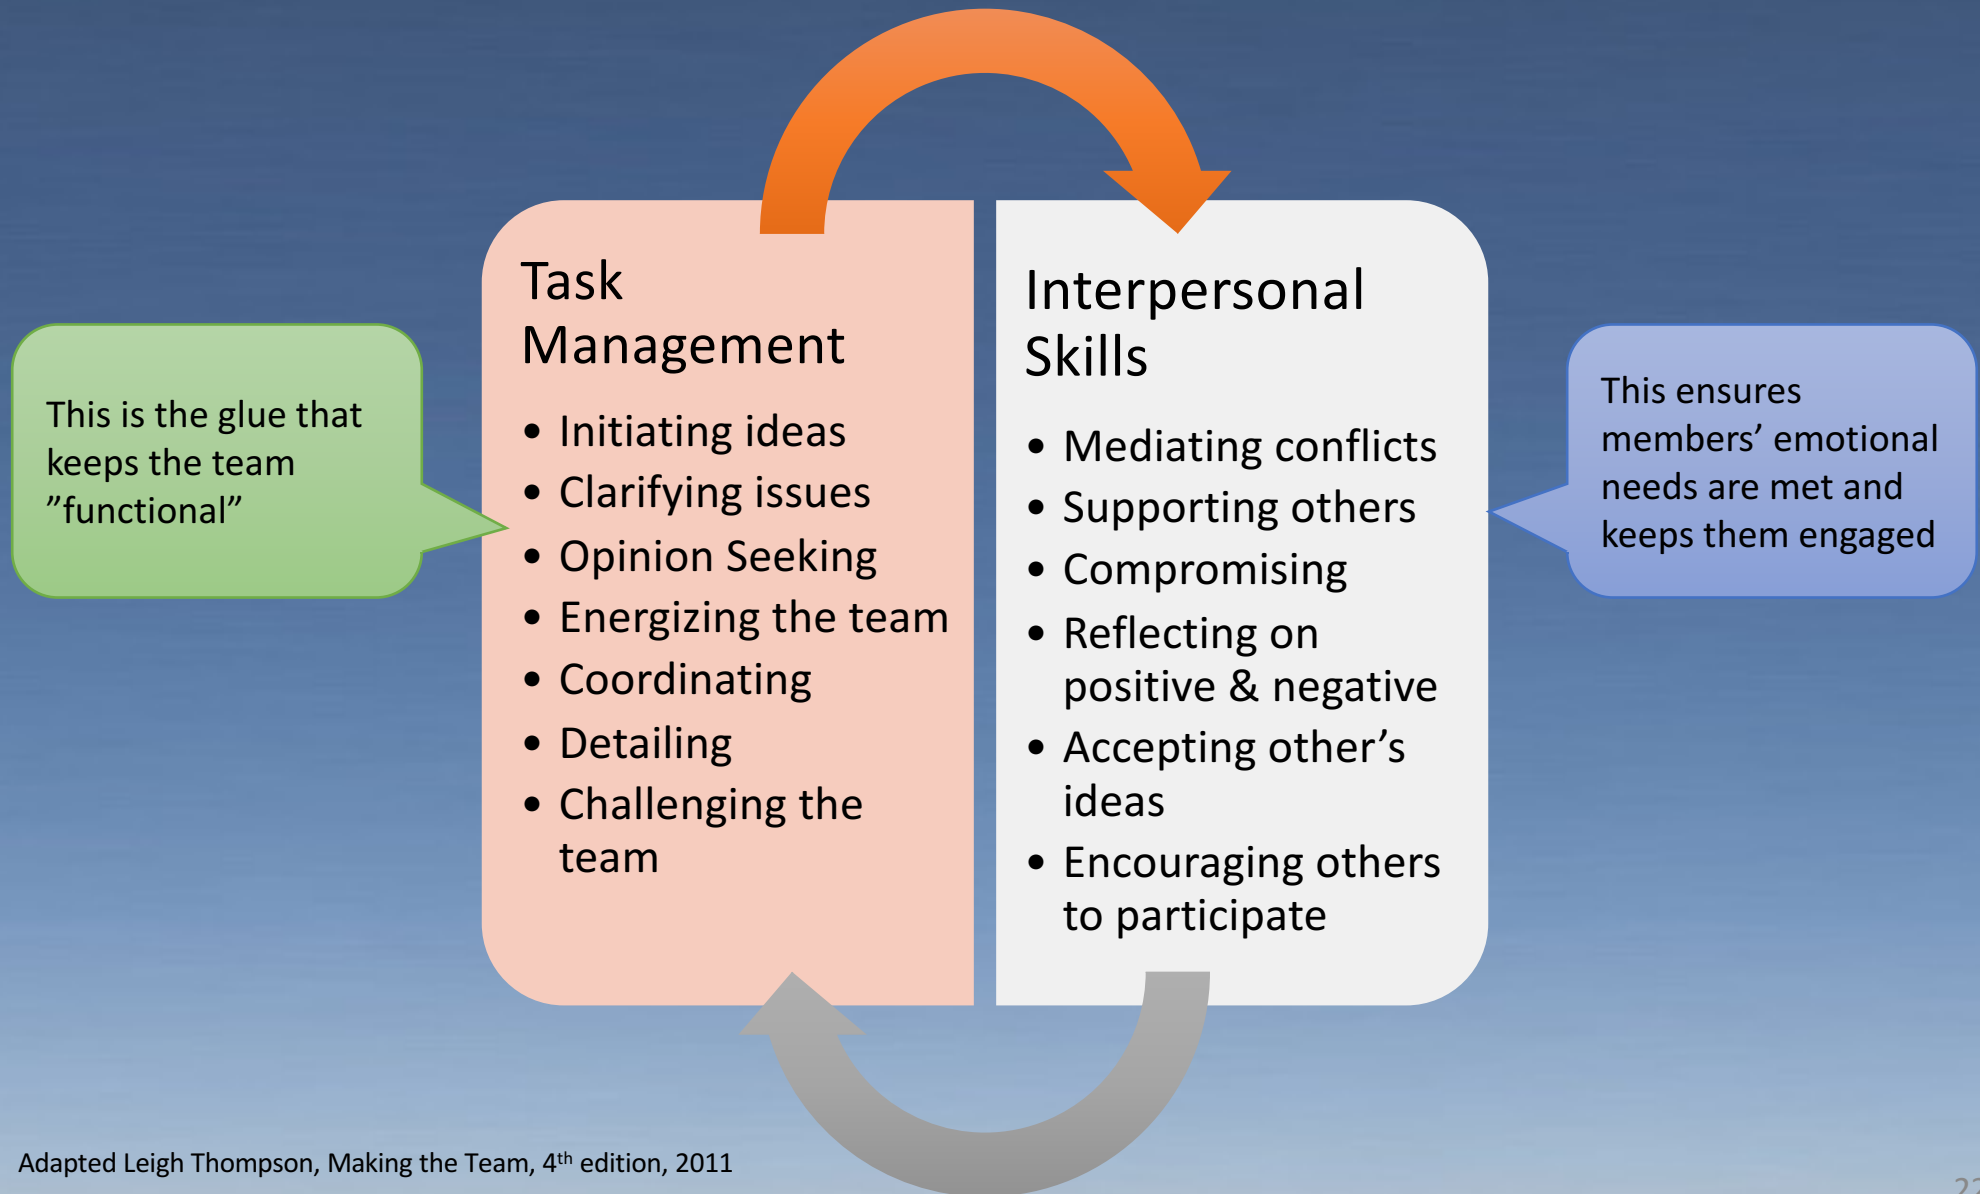 This is the glue that
keeps the team
”functional”
Task
Management
• Initiating ideas
• Clarifying issues
• Opinion Seeking
• Energizing the team
• Coordinating
• Detailing
• Challenging the
team
Interpersonal
Skills
• Mediating conflicts
• Supporting others
• Compromising
• Reflecting on
positive & negative
• Accepting other’s
ideas
• Encouraging others
to participate
This ensures
members’ emotional
needs are met and
keeps them engaged
Adapted Leigh Thompson, Making the Team, 4th edition, 2011